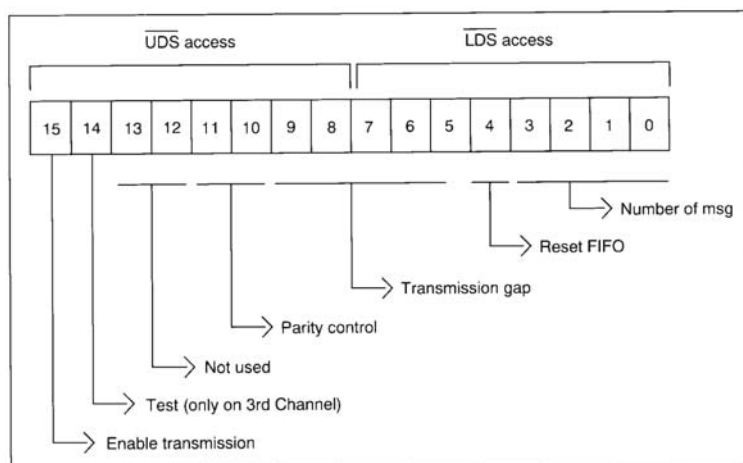 UDS access LDS access
15 14 13 12 11 10 9 8 7 6 5 4 3 2 1 0
Number of msg
Reset FIFO
Transmission gap
Parity control
Not used
Test (only on 3rd Channel)
Enable transmission